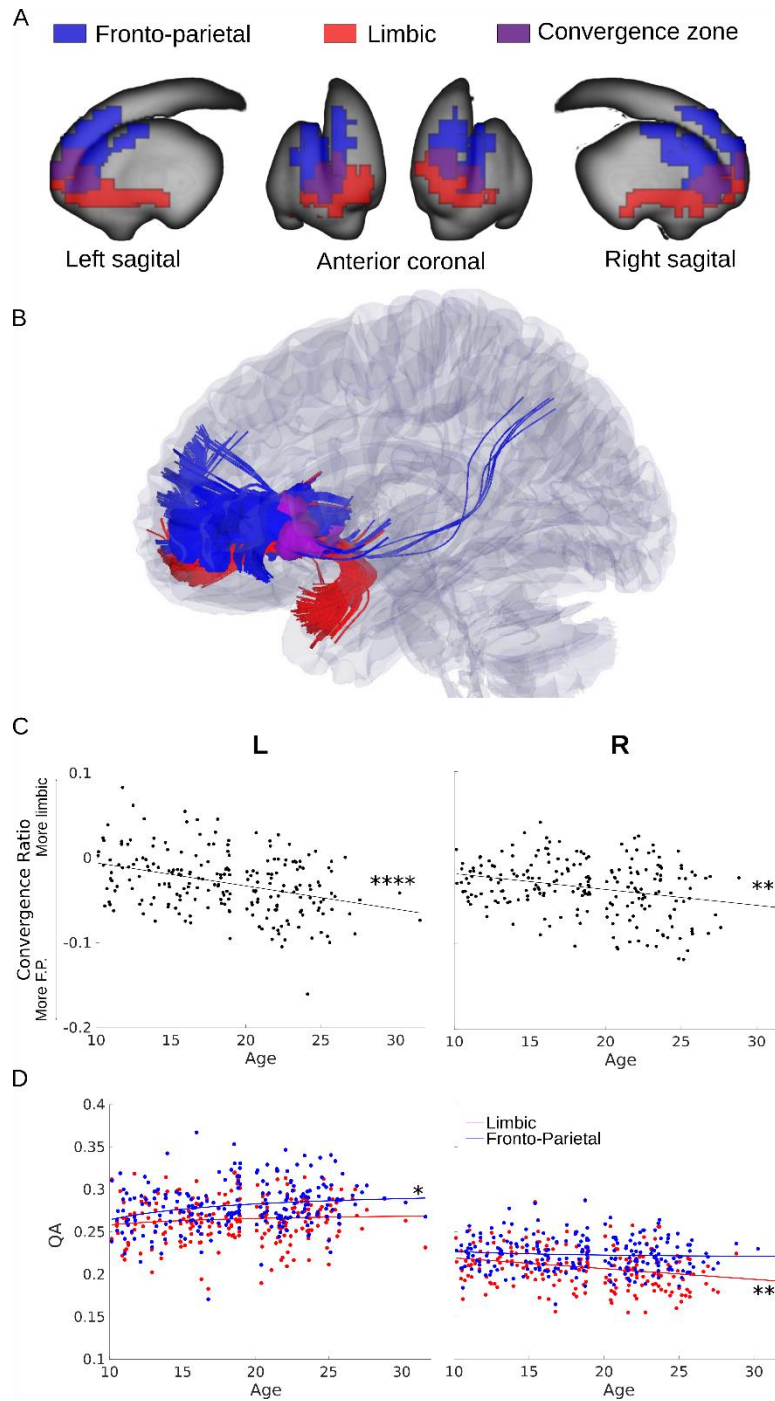 A
Fronto-parietal Limbic Convergence zone
Left sagital Anterior coronal Right sagital
B
C
L R
Convergence Ratio
More limbic
More F.P.
0.1
0
-0.1
-0.2
**** **
10 15 20 25 30 10 15 20 25 30
Age Age
D
QA
0.4
0.35
0.3
0.25
0.2
0.15
0.1
Limbic
Fronto-Parietal
*
**
10 15 20 25 30 10 15 20 25 30
Age Age